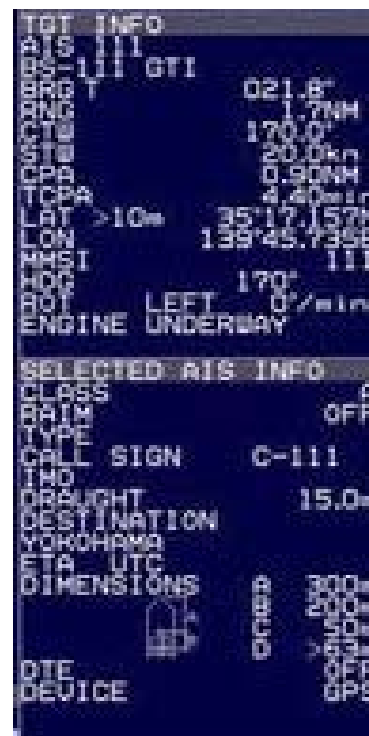 TGT INFO
AIS 111
BS-111 GTI
BRG T 021.8°
RNG 1.7NM
CTW 170.0°
STW 20.0kn
CPA 0.90NM
TCPA 4.40min
LAT >10m 35°17.157N
LON 139°45.735E
MMSI 111
HDG 170°
ROT LEFT 0°/min
ENGINE UNDERWAY
SELECTED AIS INFO
CLASS A
RAIM OFF
TYPE
CALL SIGN C-111
IMO
DRAUGHT 15.0m
DESTINATION
YOKOHAMA
ETA UTC
DIMENSIONS A 300m
B 200m
C 50m
D
DTE OFF
DEVICE GPS